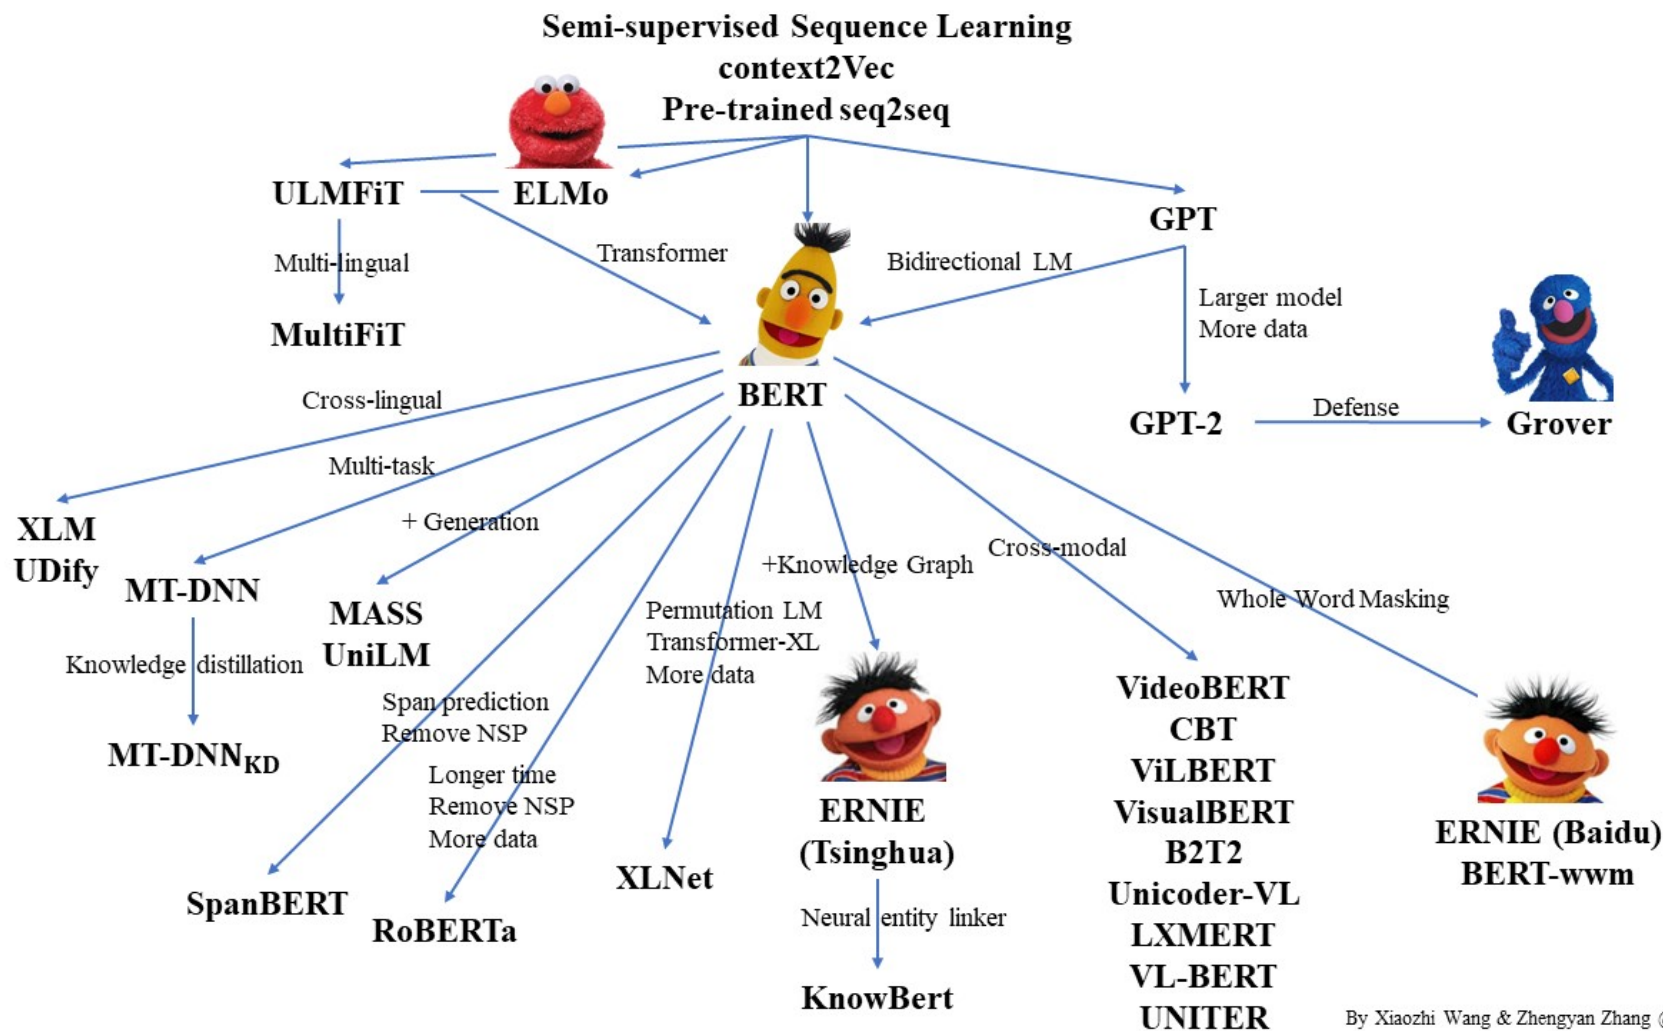 Semi-supervised Sequence Learning
context2Vec
Pre-trained seq2seq
ULMFiT
ELMo
GPT
Multi-lingual
Transformer
Bidirectional LM
Larger model
More data
MultiFiT
BERT
GPT-2
Defense
Grover
Cross-lingual
Multi-task
+ Generation
+Knowledge Graph
Cross-modal
Whole Word Masking
XLM
UDify
MT-DNN
MASS
UniLM
Knowledge distillation
MT-DNN_KD
Span prediction
Remove NSP
Longer time
Remove NSP
More data
Permutation LM
Transformer-XL
More data
SpanBERT
RoBERTa
XLNet
ERNIE
(Tsinghua)
Neural entity linker
KnowBert
VideoBERT
CBT
ViLBERT
VisualBERT
B2T2
Unicoder-VL
LXMERT
VL-BERT
UNITER
ERNIE (Baidu)
BERT-wwm
By Xiaozhi Wang & Zhengyan Zhang